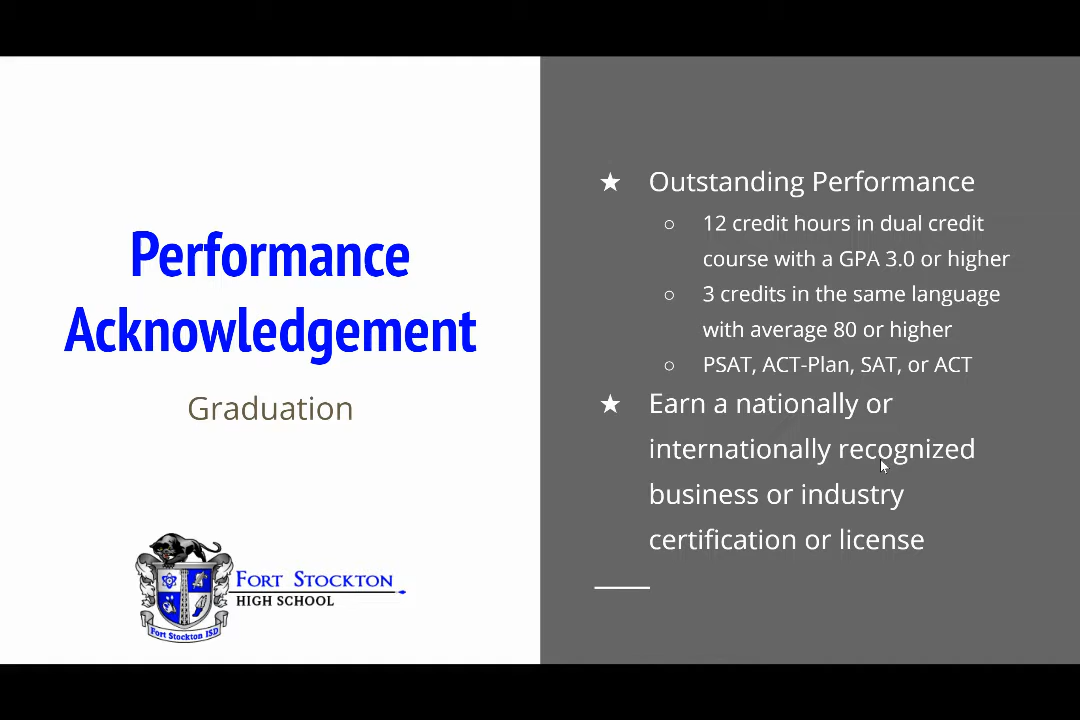 Performance
Acknowledgement
Graduation
Fort Stockton
HIGH SCHOOL
Fort Stockton ISD
★ Outstanding Performance
○ 12 credit hours in dual credit
course with a GPA 3.0 or higher
○ 3 credits in the same language
with average 80 or higher
○ PSAT, ACT-Plan, SAT, or ACT
★ Earn a nationally or
internationally recognized
business or industry
certification or license